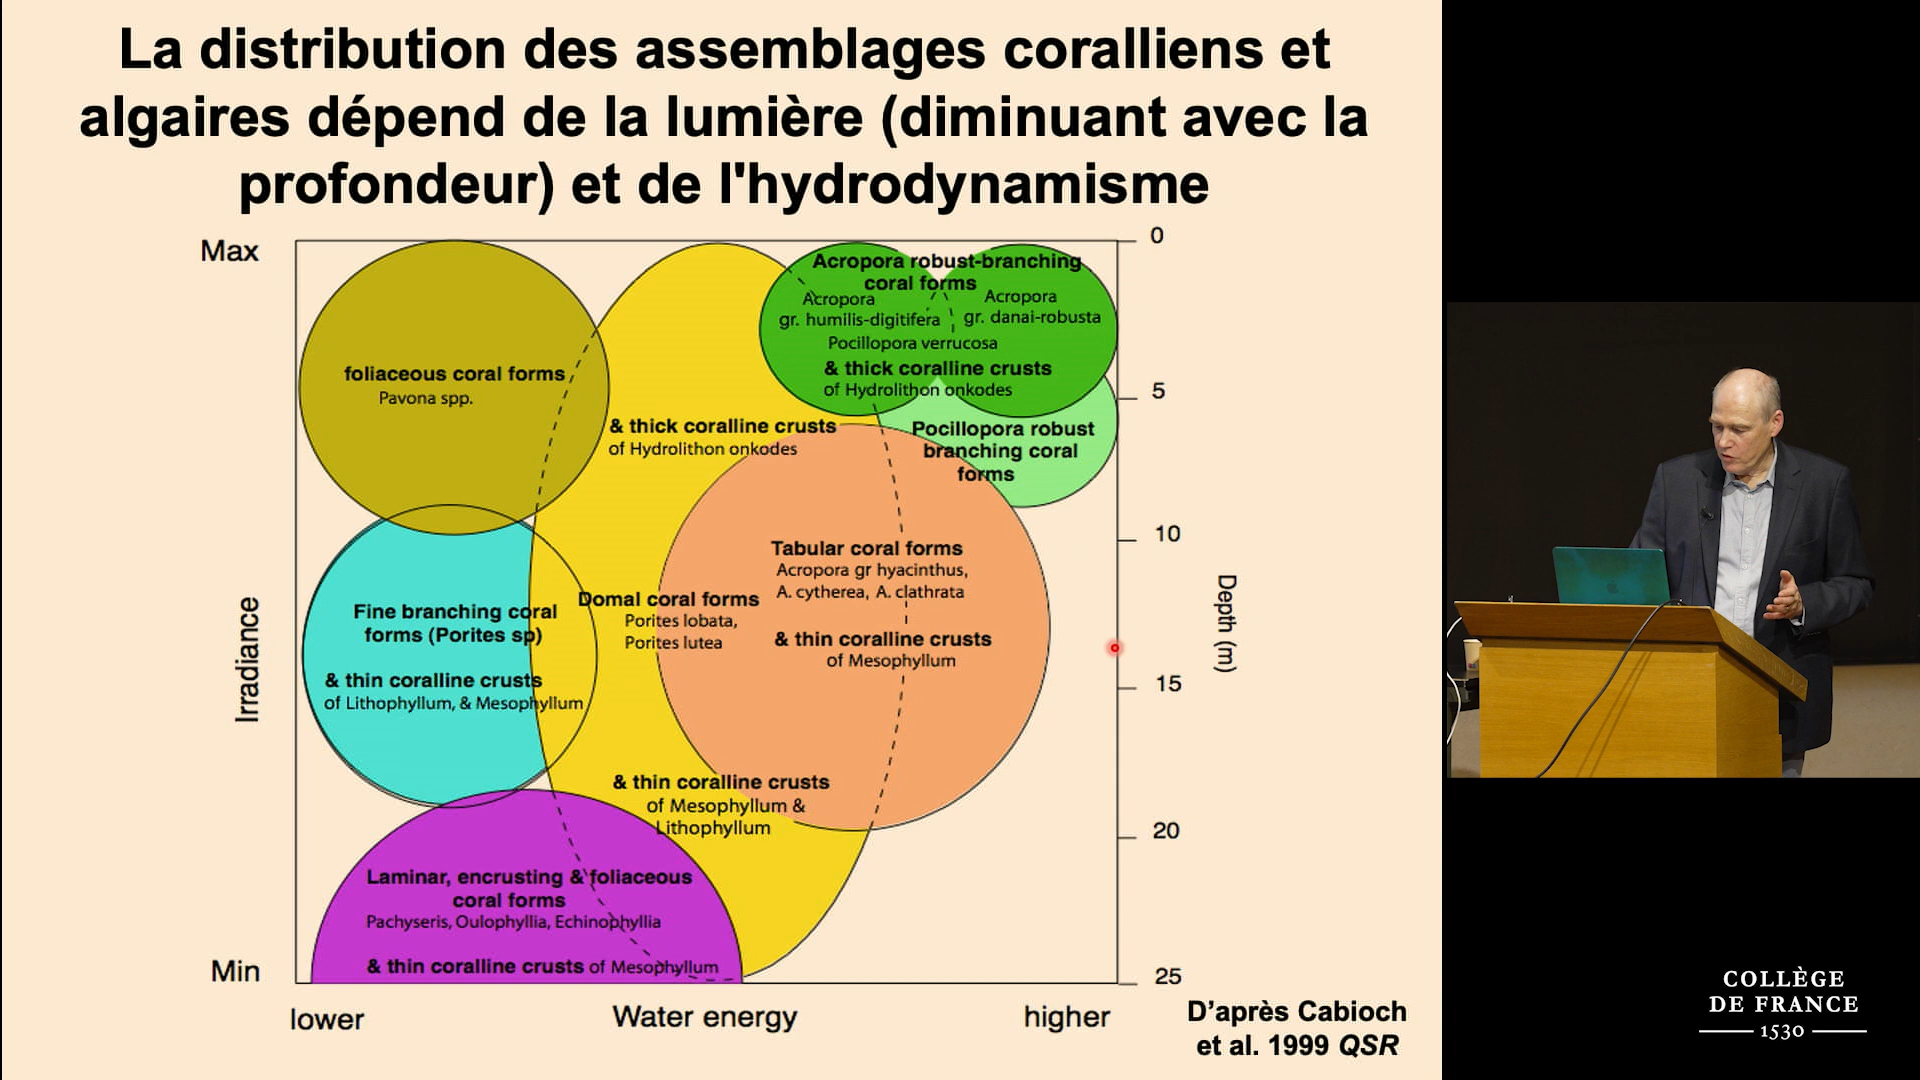 La distribution des assemblages coralliens et
algaires dépend de la lumière (diminuant avec la
profondeur) et de l'hydrodynamisme
Max
0
Acropora robust-branching
coral forms
Acropora
gr. humilis-digitifera
Acropora
gr. danai-robusta
Pocillopora verrucosa
& thick coralline crusts
of Hydrolithon onkodes
foliaceous coral forms
Pavona spp.
5
& thick coralline crusts
of Hydrolithon onkodes
Pocillopora robust
branching coral
forms
10
Tabular coral forms
Acropora gr hyacinthus,
A. cytherea, A. clathrata
& thin coralline crusts
of Mesophyllum
Domal coral forms
Porites lobata,
Porites lutea
Fine branching coral
forms (Porites sp)
& thin coralline crusts
of Lithophyllum, & Mesophyllum
Irradiance
Depth (m)
15
& thin coralline crusts
of Mesophyllum &
Lithophyllum
20
Laminar, encrusting & foliaceous
coral forms
Pachyseris, Oulophyllia, Echinophyllia
& thin coralline crusts of Mesophyllum
Min
25
lower
Water energy
higher
D'après Cabioch
et al. 1999 QSR
COLLÈGE
DE FRANCE
1530